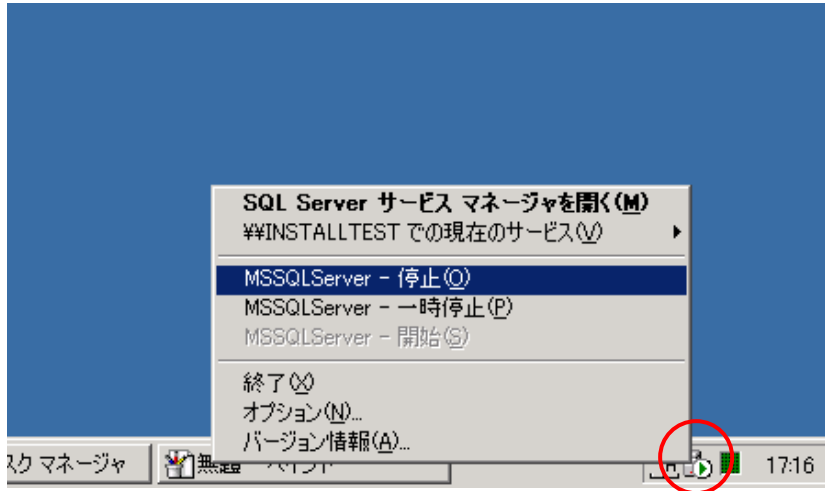 SQL Server サービス マネージャを開く(M)
¥¥INSTALLTEST での現在のサービス(V)
MSSQLServer - 停止(O)
MSSQLServer - 一時停止(P)
MSSQLServer - 開始(S)
終了(X)
オプション(N)...
バージョン情報(A)...
スク マネージャ
17:16